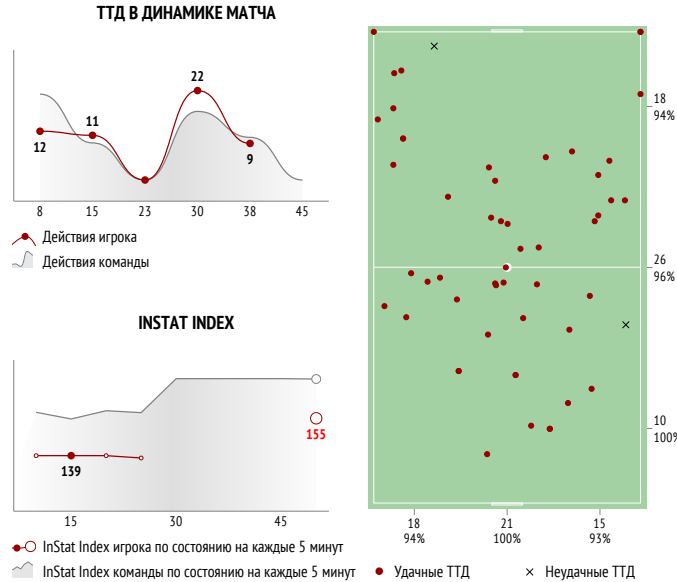 ТТД В ДИНАМИКЕ МАТЧА
12
11
22
9
8 15 23 30 38 45
Действия игрока
Действия команды
INSTAT INDEX
139
155
15 30 45
InStat Index игрока по состоянию на каждые 5 минут
InStat Index команды по состоянию на каждые 5 минут
18
94%
26
96%
10
100%
18 21 15
94% 100% 93%
Удачные ТТД
Неудачные ТТД